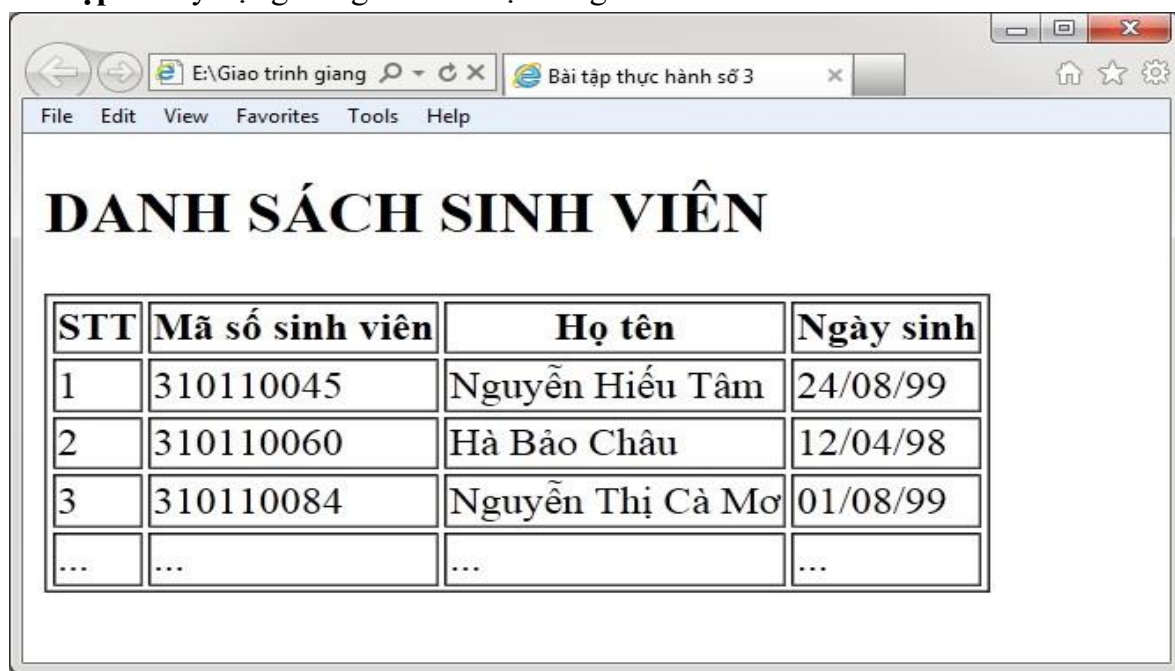 E:\Giao trinh giang
Bài tập thực hành số 3
File Edit View Favorites Tools Help
DANH SÁCH SINH VIÊN
STT Mã số sinh viên Họ tên Ngày sinh
1 310110045 Nguyễn Hiếu Tâm 24/08/99
2 310110060 Hà Bảo Châu 12/04/98
3 310110084 Nguyễn Thị Cà Mơ 01/08/99
... ... ... ...